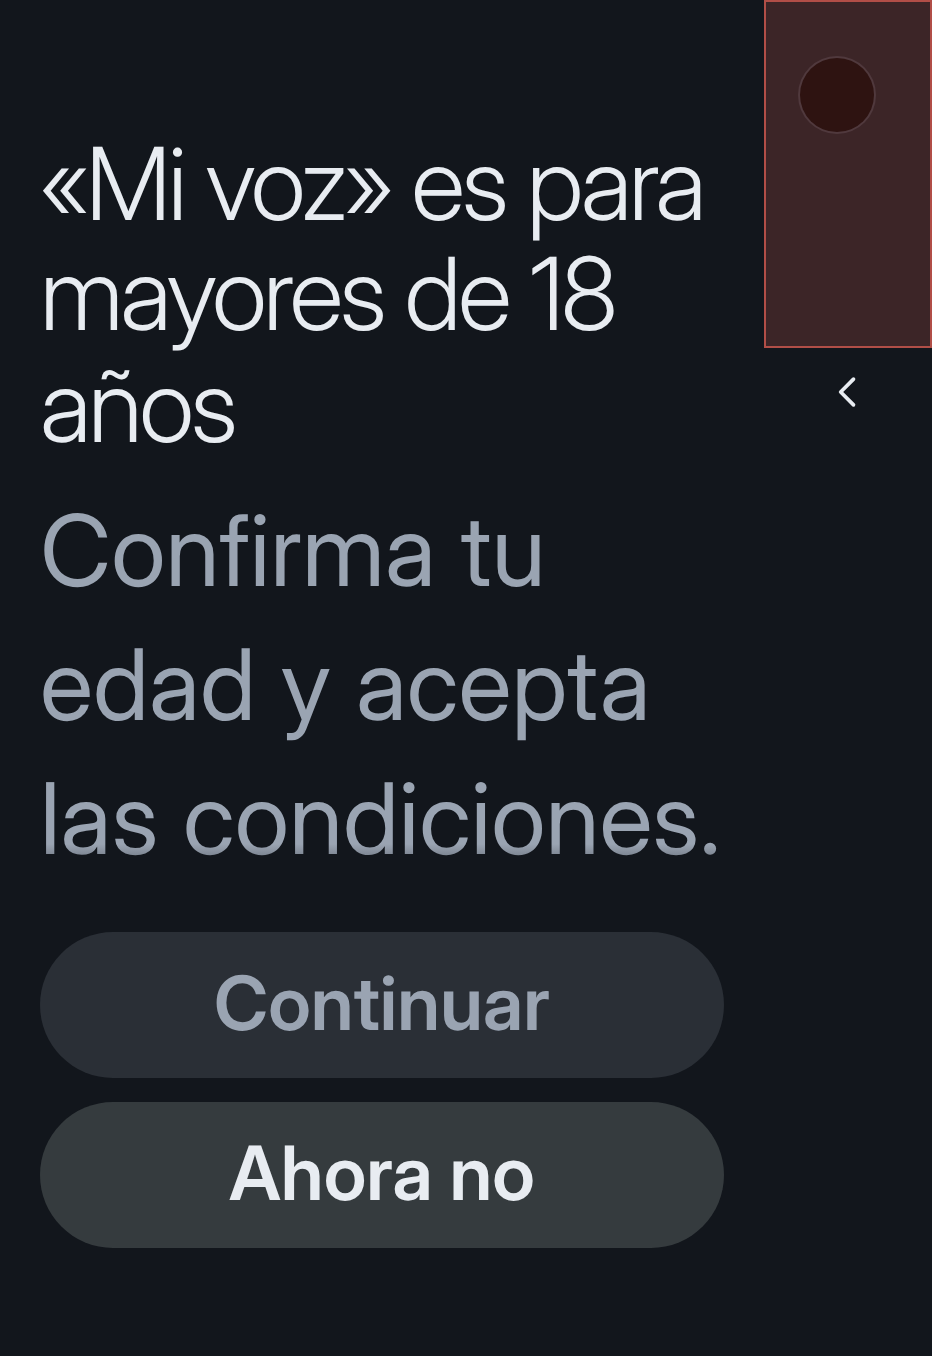 «Mi voz» es para
mayores de 18
años
Confirma tu
edad y acepta
las condiciones.
Continuar
Ahora no